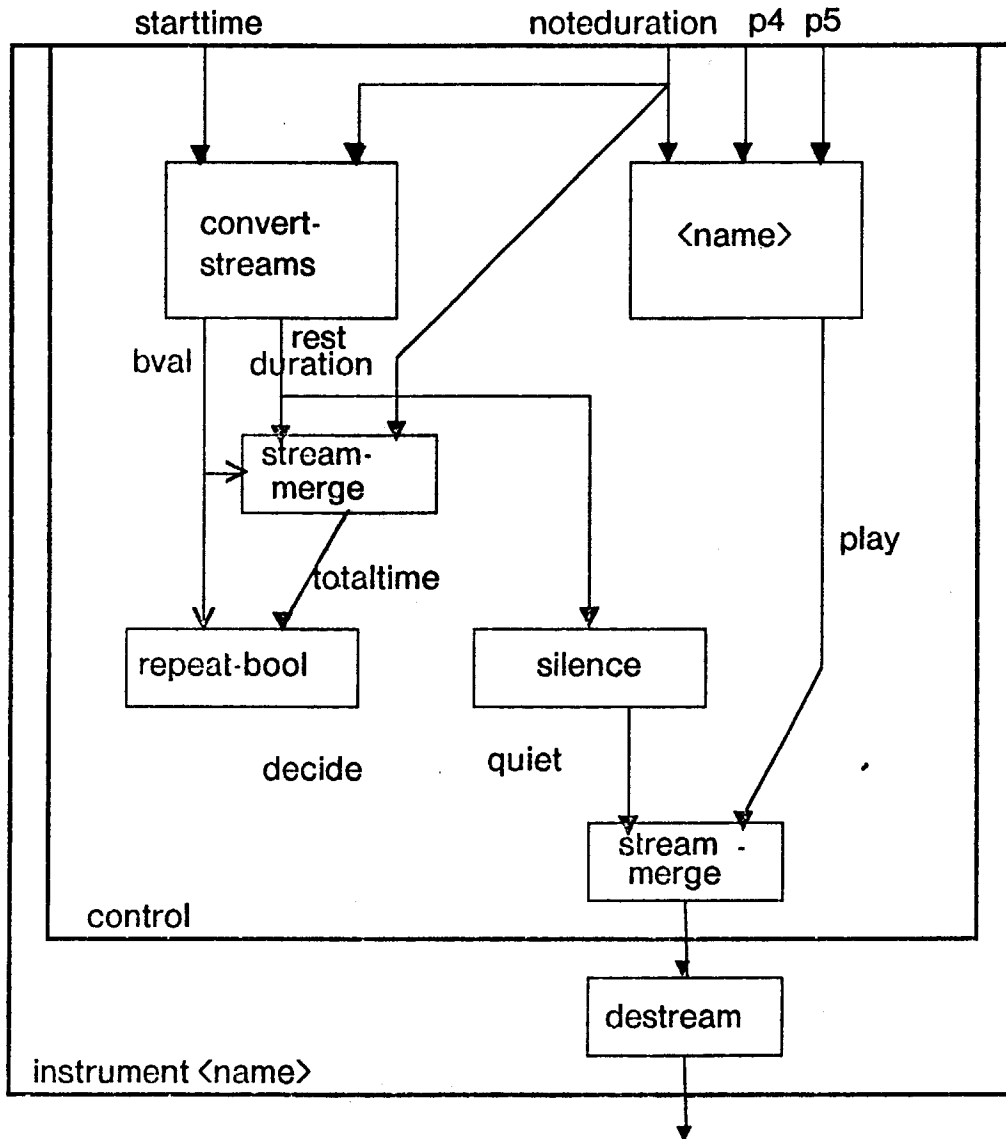 starttime
noteduration
p4
p5
convert-
streams
<name>
rest
bval
duration
stream-
merge
play
totaltime
repeat-bool
silence
decide
quiet
stream -
merge
control
destream
instrument <name>